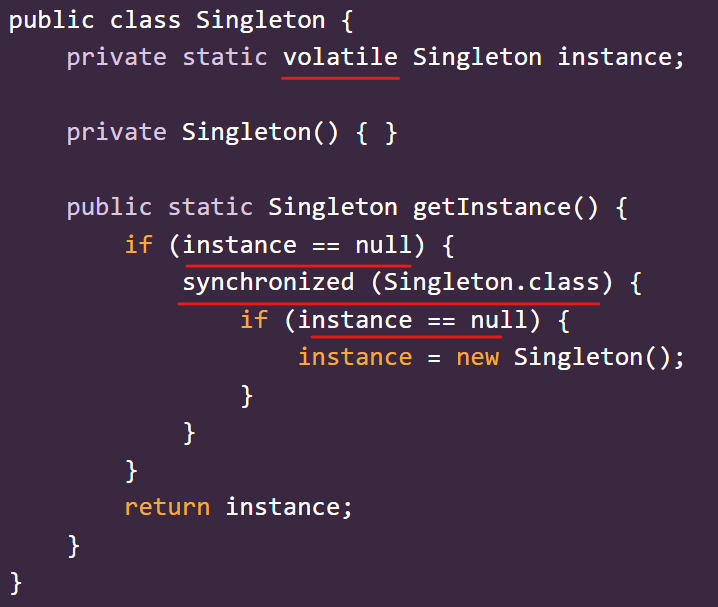 public class Singleton {
    private static volatile Singleton instance;

    private Singleton() { }

    public static Singleton getInstance() {
        if (instance == null) {
            synchronized (Singleton.class) {
                if (instance == null) {
                    instance = new Singleton();
                }
            }
        }
        return instance;
    }
}